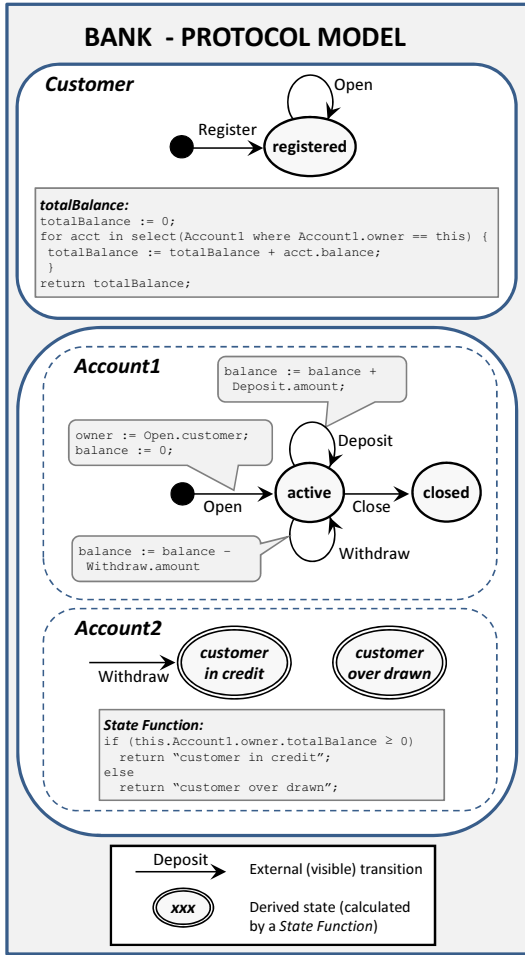 BANK - PROTOCOL MODEL
Customer
Open
Register
registered
totalBalance:
totalBalance := 0;
for acct in select(Account1 where Account1.owner == this) {
totalBalance := totalBalance + acct.balance;
}
return totalBalance;
Account1
balance := balance +
Deposit.amount;
owner := Open.customer;
balance := 0;
Deposit
active
closed
Open
Close
balance := balance –
Withdraw.amount
Withdraw
Account2
customer
in credit
customer
over drawn
Withdraw
State Function:
if (this.Account1.owner.totalBalance ≥ 0)
return “customer in credit”;
else
return “customer over drawn”;
Deposit
External (visible) transition
xxx
Derived state (calculated
by a State Function)